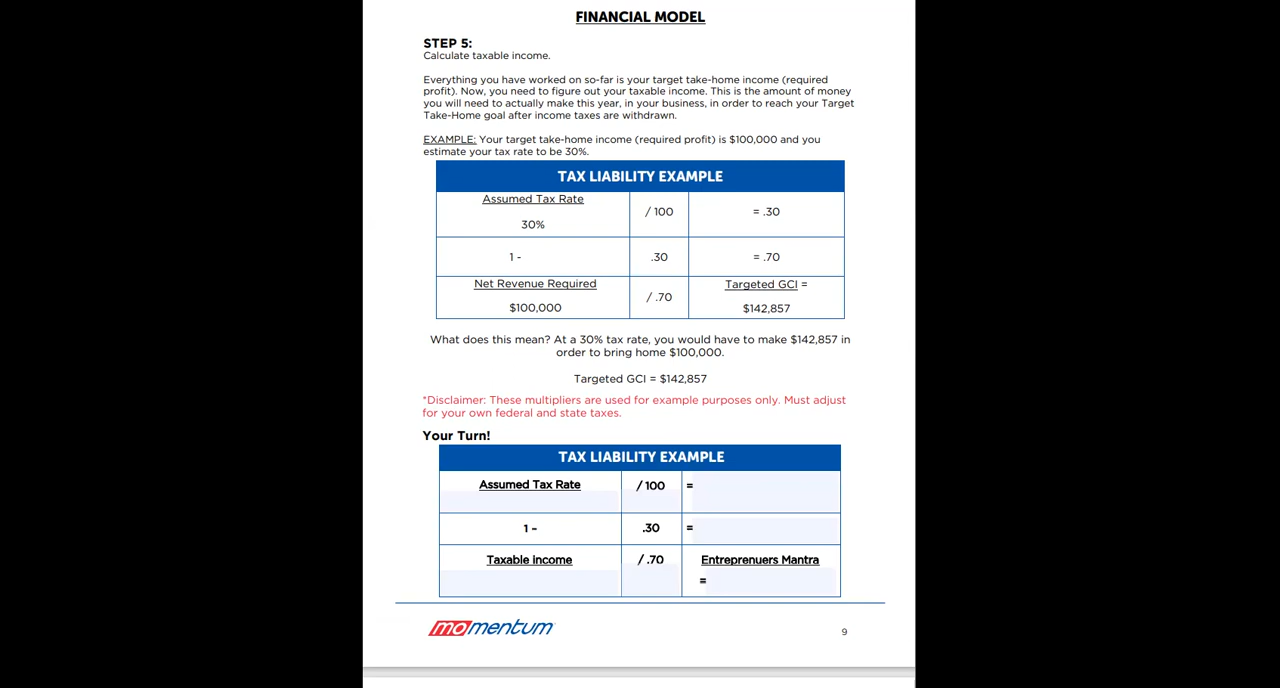 FINANCIAL MODEL
STEP 5:
Calculate taxable income.
Everything you have worked on so-far is your target take-home income (required
profit). Now, you need to figure out your taxable income. This is the amount of money
you will need to actually make this year, in your business, in order to reach your Target
Take-Home goal after income taxes are withdrawn.
EXAMPLE: Your target take-home income (required profit) is $100,000 and you
estimate your tax rate to be 30%.
TAX LIABILITY EXAMPLE
Assumed Tax Rate
30%
/ 100
= .30
1 -
.30
= .70
Net Revenue Required
$100,000
/ .70
Targeted GCI =
$142,857
What does this mean? At a 30% tax rate, you would have to make $142,857 in
order to bring home $100,000.
Targeted GCI = $142,857
*Disclaimer: These multipliers are used for example purposes only. Must adjust
for your own federal and state taxes.
Your Turn!
TAX LIABILITY EXAMPLE
Assumed Tax Rate
/ 100
=
1 -
.30
=
Taxable income
/ .70
Entreprenuers Mantra
=
momentum
9